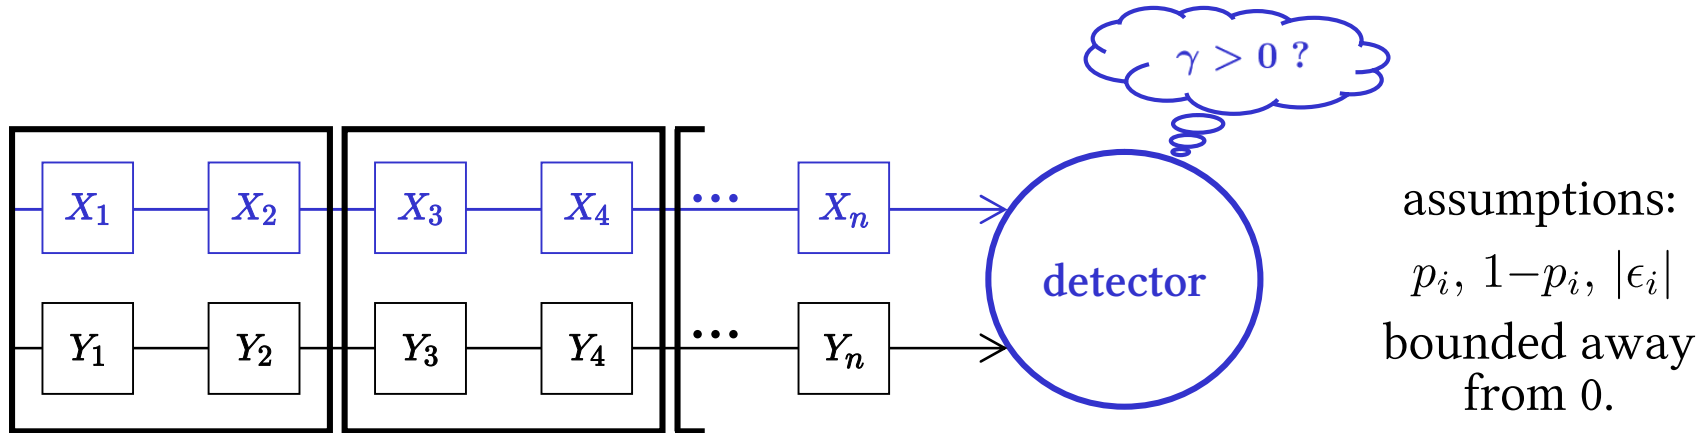 γ > 0 ?
X₁ X₂ X₃ X₄ ... Xₙ
detector
Y₁ Y₂ Y₃ Y₄ ... Yₙ
assumptions:
pᵢ, 1−pᵢ, |ϵᵢ|
bounded away
from 0.